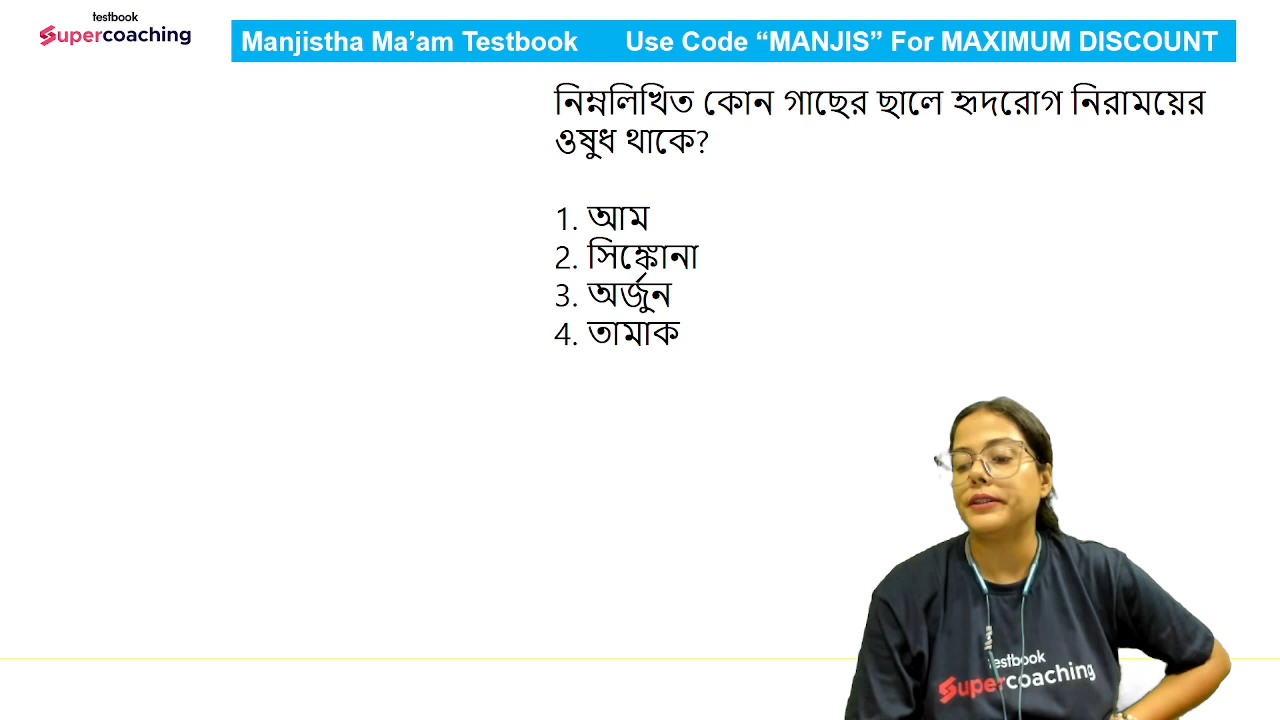 testbook
Supercoaching
Manjistha Ma’am Testbook Use Code “MANJIS” For MAXIMUM DISCOUNT
নিম্নলিখিত কোন গাছের ছালে হৃদরোগ নিরাময়ের
ওষুধ থাকে?
1. আম
2. সিঙ্কোনা
3. অর্জুন
4. তামাক
testbook
Supercoaching